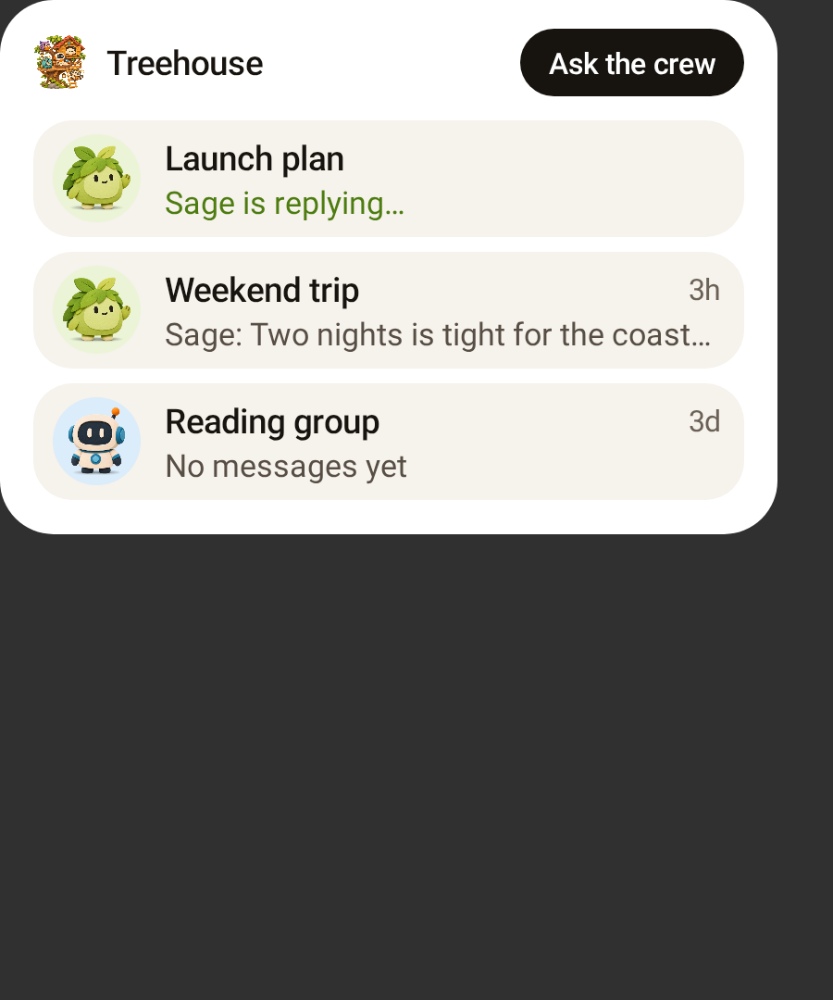 Treehouse
Ask the crew
Launch plan
Sage is replying…
Weekend trip
3h
Sage: Two nights is tight for the coast…
Reading group
3d
No messages yet